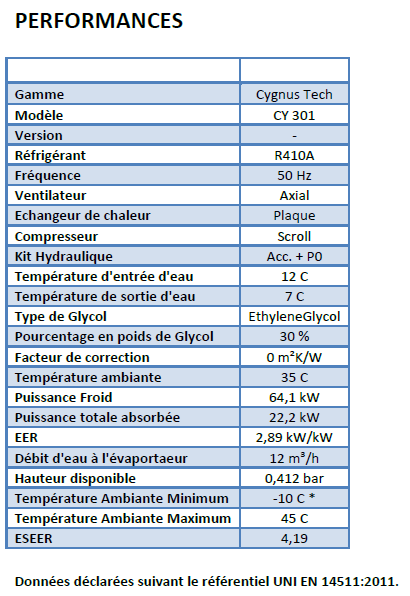 PERFORMANCES
Gamme Cygnus Tech
Modèle CY 301
Version -
Réfrigérant R410A
Fréquence 50 Hz
Ventilateur Axial
Echangeur de chaleur Plaque
Compresseur Scroll
Kit Hydraulique Acc. + P0
Température d'entrée d'eau 12 C
Température de sortie d'eau 7 C
Type de Glycol EthyleneGlycol
Pourcentage en poids de Glycol 30 %
Facteur de correction 0 m²K/W
Température ambiante 35 C
Puissance Froid 64,1 kW
Puissance totale absorbée 22,2 kW
EER 2,89 kW/kW
Débit d'eau à l'évaportaeur 12 m³/h
Hauteur disponible 0,412 bar
Température Ambiante Minimum -10 C *
Température Ambiante Maximum 45 C
ESEER 4,19
Données déclarées suivant le référentiel UNI EN 14511:2011.